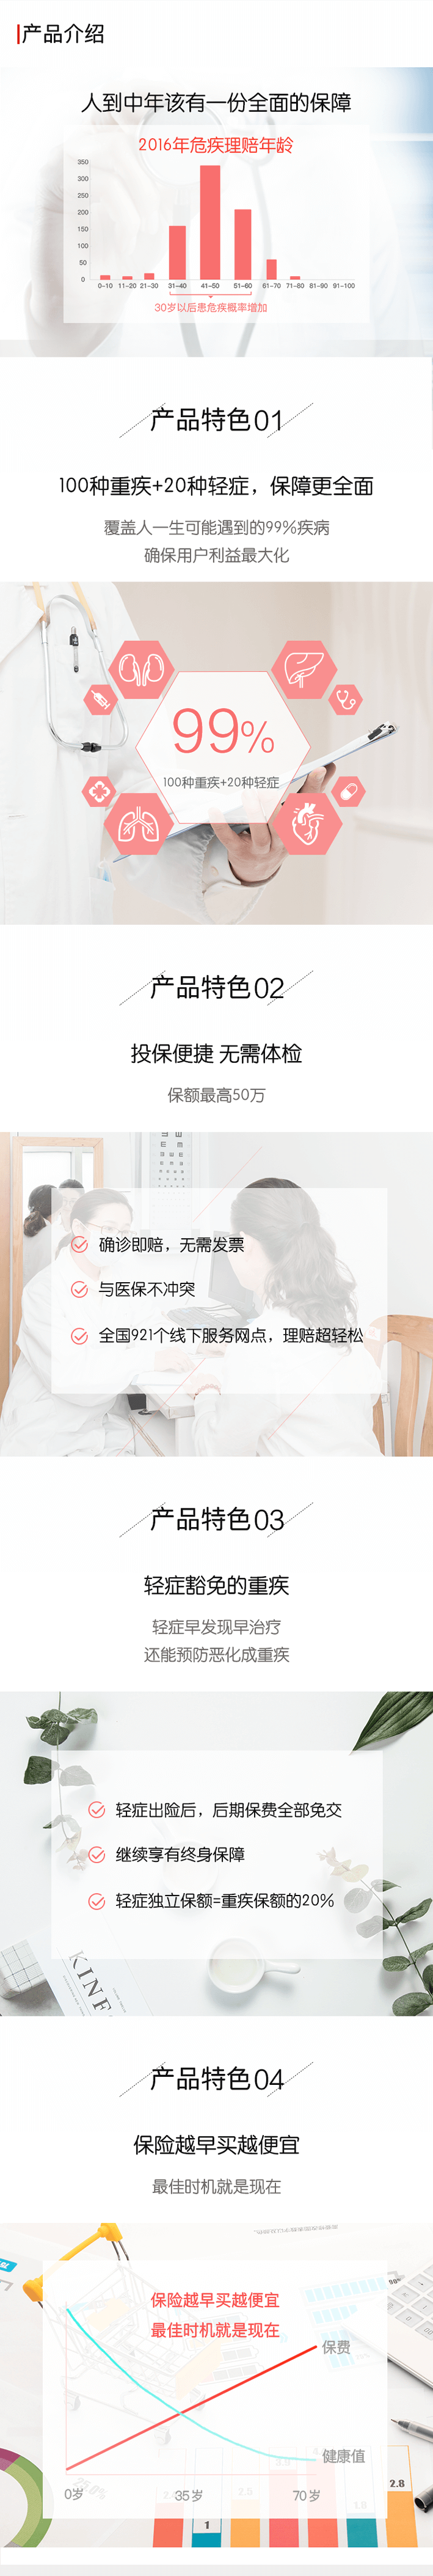 产品介绍
人到中年该有一份全面的保障
2016年危疾理赔年龄
350
300
250
200
150
100
50
0
0-10 11-20 21-30 31-40 41-50 51-60 61-70 71-80 81-90 91-100
30岁以后患危疾概率增加
产品特色01
100种重疾+20种轻症，保障更全面
覆盖人一生可能遇到的99%疾病
确保用户利益最大化
99%
100种重疾+20种轻症
产品特色02
投保便捷 无需体检
保额最高50万
确诊即赔，无需发票
与医保不冲突
全国921个线下服务网点，理赔超轻松
产品特色03
轻症豁免的重疾
轻症早发现早治疗
还能预防恶化成重疾
轻症出险后，后期保费全部免交
继续享有终身保障
轻症独立保额=重疾保额的20%
KINF
产品特色04
保险越早买越便宜
最佳时机就是现在
保险越早买越便宜
最佳时机就是现在
保费
健康值
0岁 35岁 70岁
25.0%
1
2.8